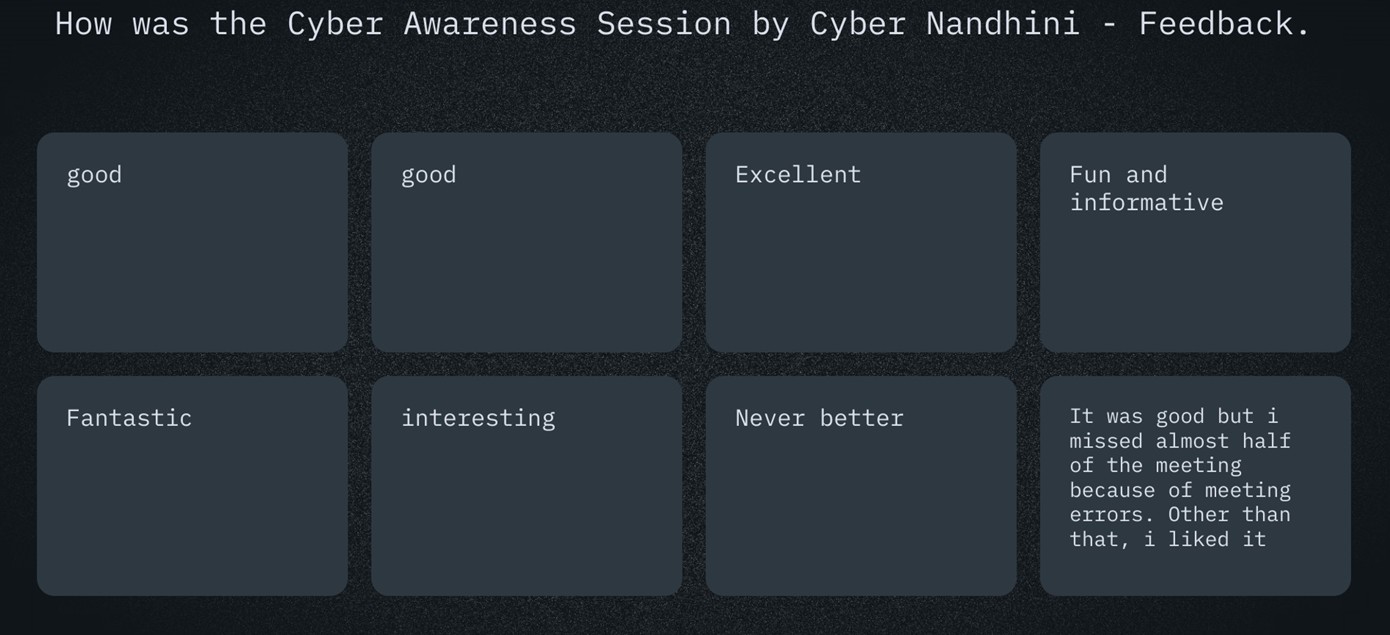 How was the Cyber Awareness Session by Cyber Nandhini - Feedback.
good
good
Excellent
Fun and
informative
Fantastic
interesting
Never better
It was good but i
missed almost half
of the meeting
because of meeting
errors. Other than
that, i liked it